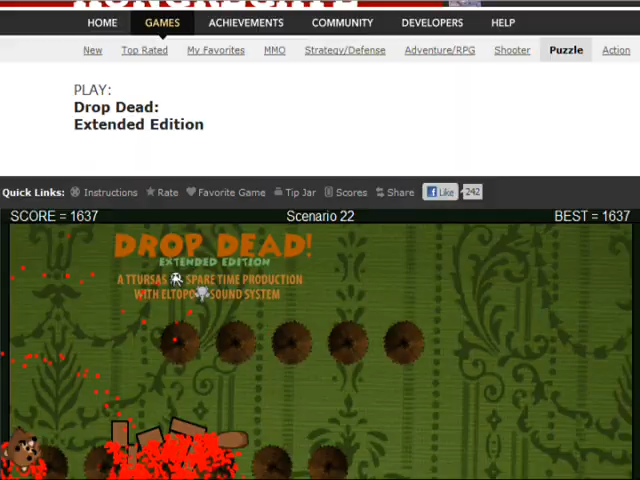 HOME GAMES ACHIEVEMENTS COMMUNITY DEVELOPERS HELP
New Top Rated My Favorites MMO Strategy/Defense Adventure/RPG Shooter Puzzle Action
PLAY:
Drop Dead:
Extended Edition
Quick Links: Instructions Rate Favorite Game Tip Jar Scores Share Like 242
SCORE = 1637 Scenario 22 BEST = 1637
DROP DEAD!
EXTENDED EDITION
A TTURSAS SPARE TIME PRODUCTION
WITH ELTOPO SOUND SYSTEM